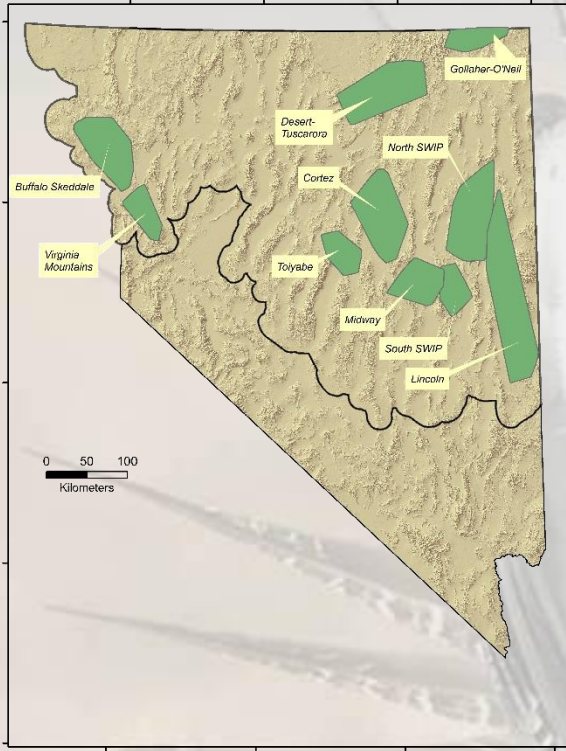 Gollaher-O'Neil
Desert-
Tuscarora
North SWIP
Cortez
Buffalo Skeddale
Virginia
Mountains
Toiyabe
Midway
South SWIP
Lincoln
0 50 100
Kilometers